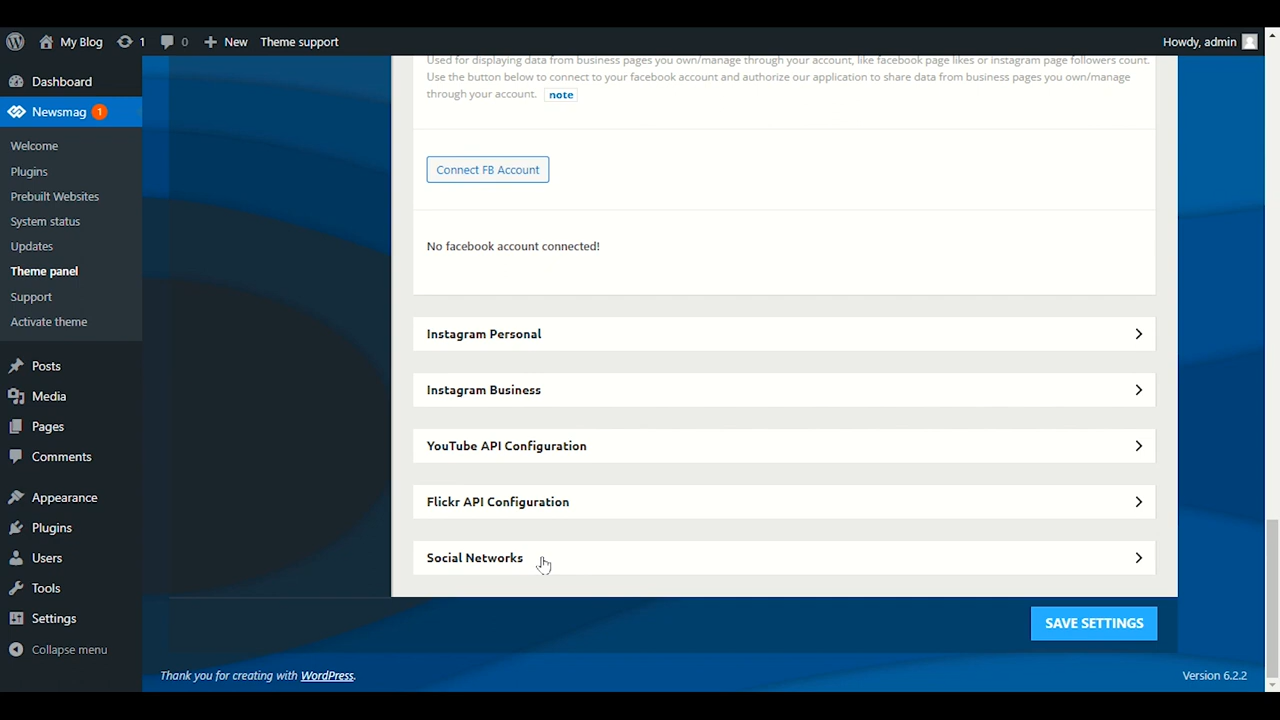 My Blog 1 0 New Theme support Howdy, admin
Dashboard
Newsmag 1
Welcome
Plugins
Prebuilt Websites
System status
Updates
Theme panel
Support
Activate theme
Posts
Media
Pages
Comments
Appearance
Plugins
Users
Tools
Settings
Collapse menu
Used for displaying data from business pages you own/manage through your account, like facebook page likes or instagram page followers count.
Use the button below to connect to your facebook account and authorize our application to share data from business pages you own/manage
through your account. note
Connect FB Account
No facebook account connected!
Instagram Personal
Instagram Business
YouTube API Configuration
Flickr API Configuration
Social Networks
SAVE SETTINGS
Thank you for creating with WordPress.
Version 6.2.2